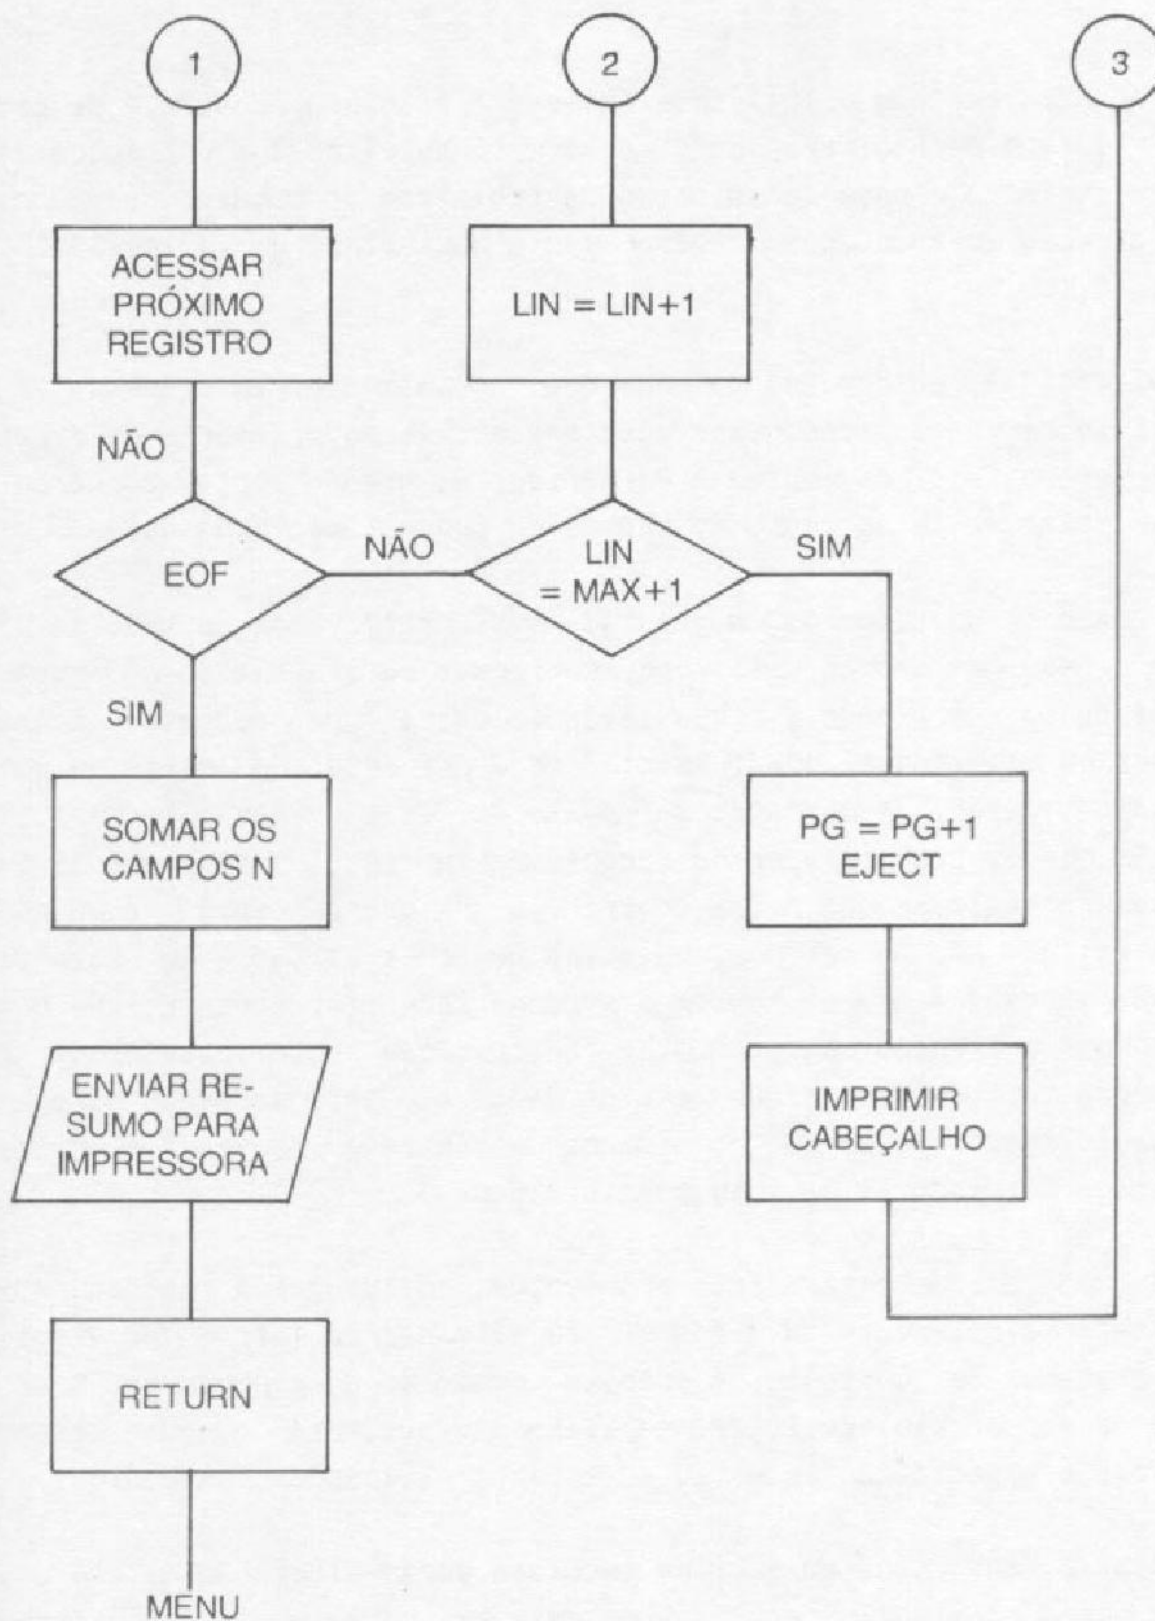 1
2
3
ACESSAR
PRÓXIMO
REGISTRO
LIN = LIN+1
NÃO
EOF
NÃO
LIN
= MAX+1
SIM
SIM
SOMAR OS
CAMPOS N
PG = PG+1
EJECT
ENVIAR RE-
SUMO PARA
IMPRESSORA
IMPRIMIR
CABEÇALHO
RETURN
MENU